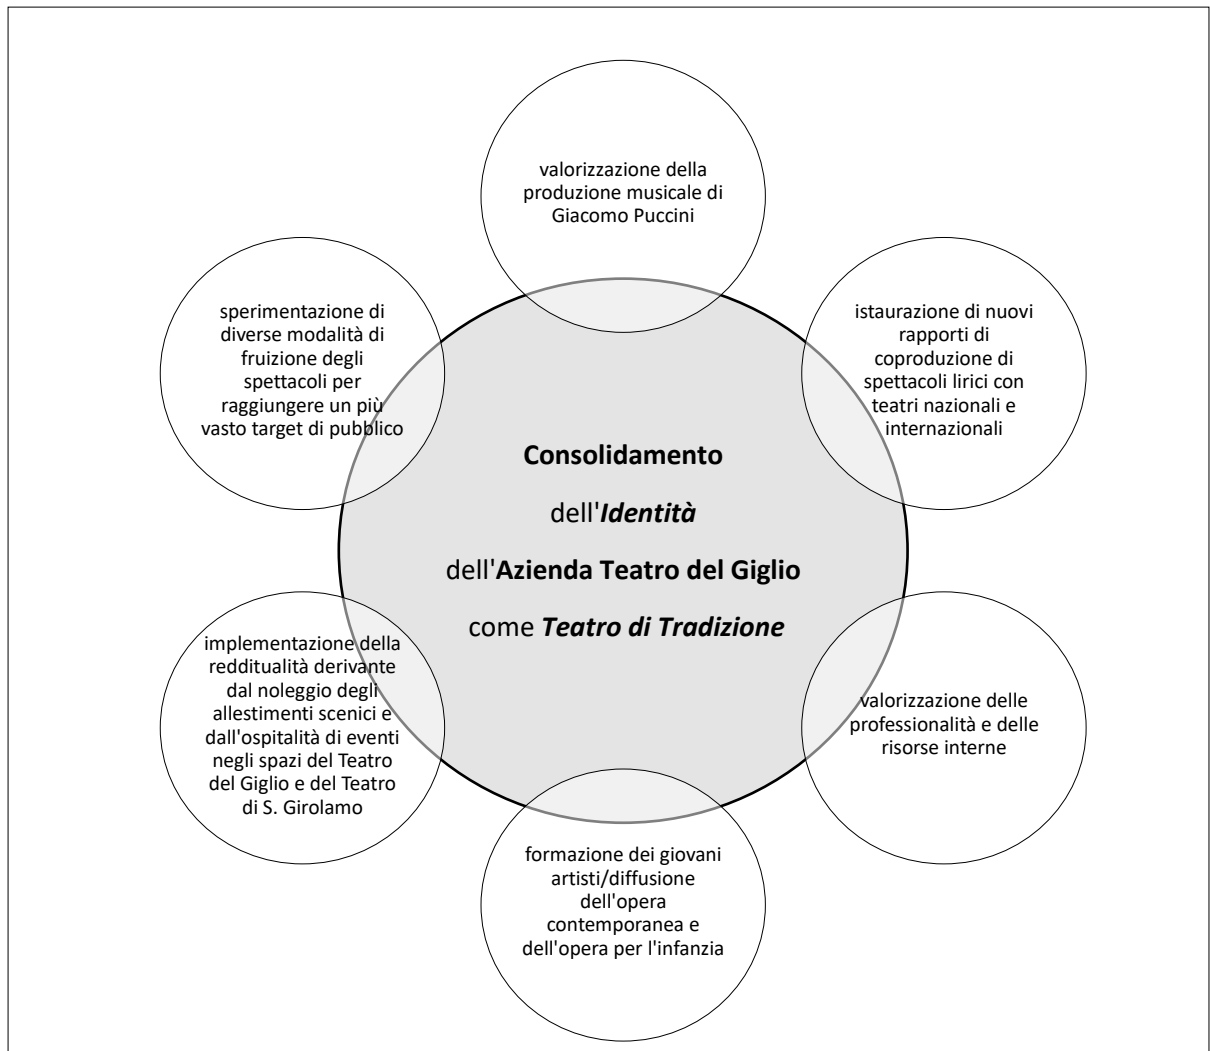 valorizzazione della
produzione musicale di
Giacomo Puccini
istaurazione di nuovi
rapporti di
coproduzione di
spettacoli lirici con
teatri nazionali e
internazionali
valorizzazione delle
professionalità e delle
risorse interne
formazione dei giovani
artisti/diffusione
dell'opera
contemporanea e
dell'opera per l'infanzia
implementazione della
redditualità derivante
dal noleggio degli
allestimenti scenici e
dall'ospitalità di eventi
negli spazi del Teatro
del Giglio e del Teatro
di S. Girolamo
sperimentazione di
diverse modalità di
fruizione degli
spettacoli per
raggiungere un più
vasto target di pubblico
Consolidamento
dell'Identità
dell'Azienda Teatro del Giglio
come Teatro di Tradizione